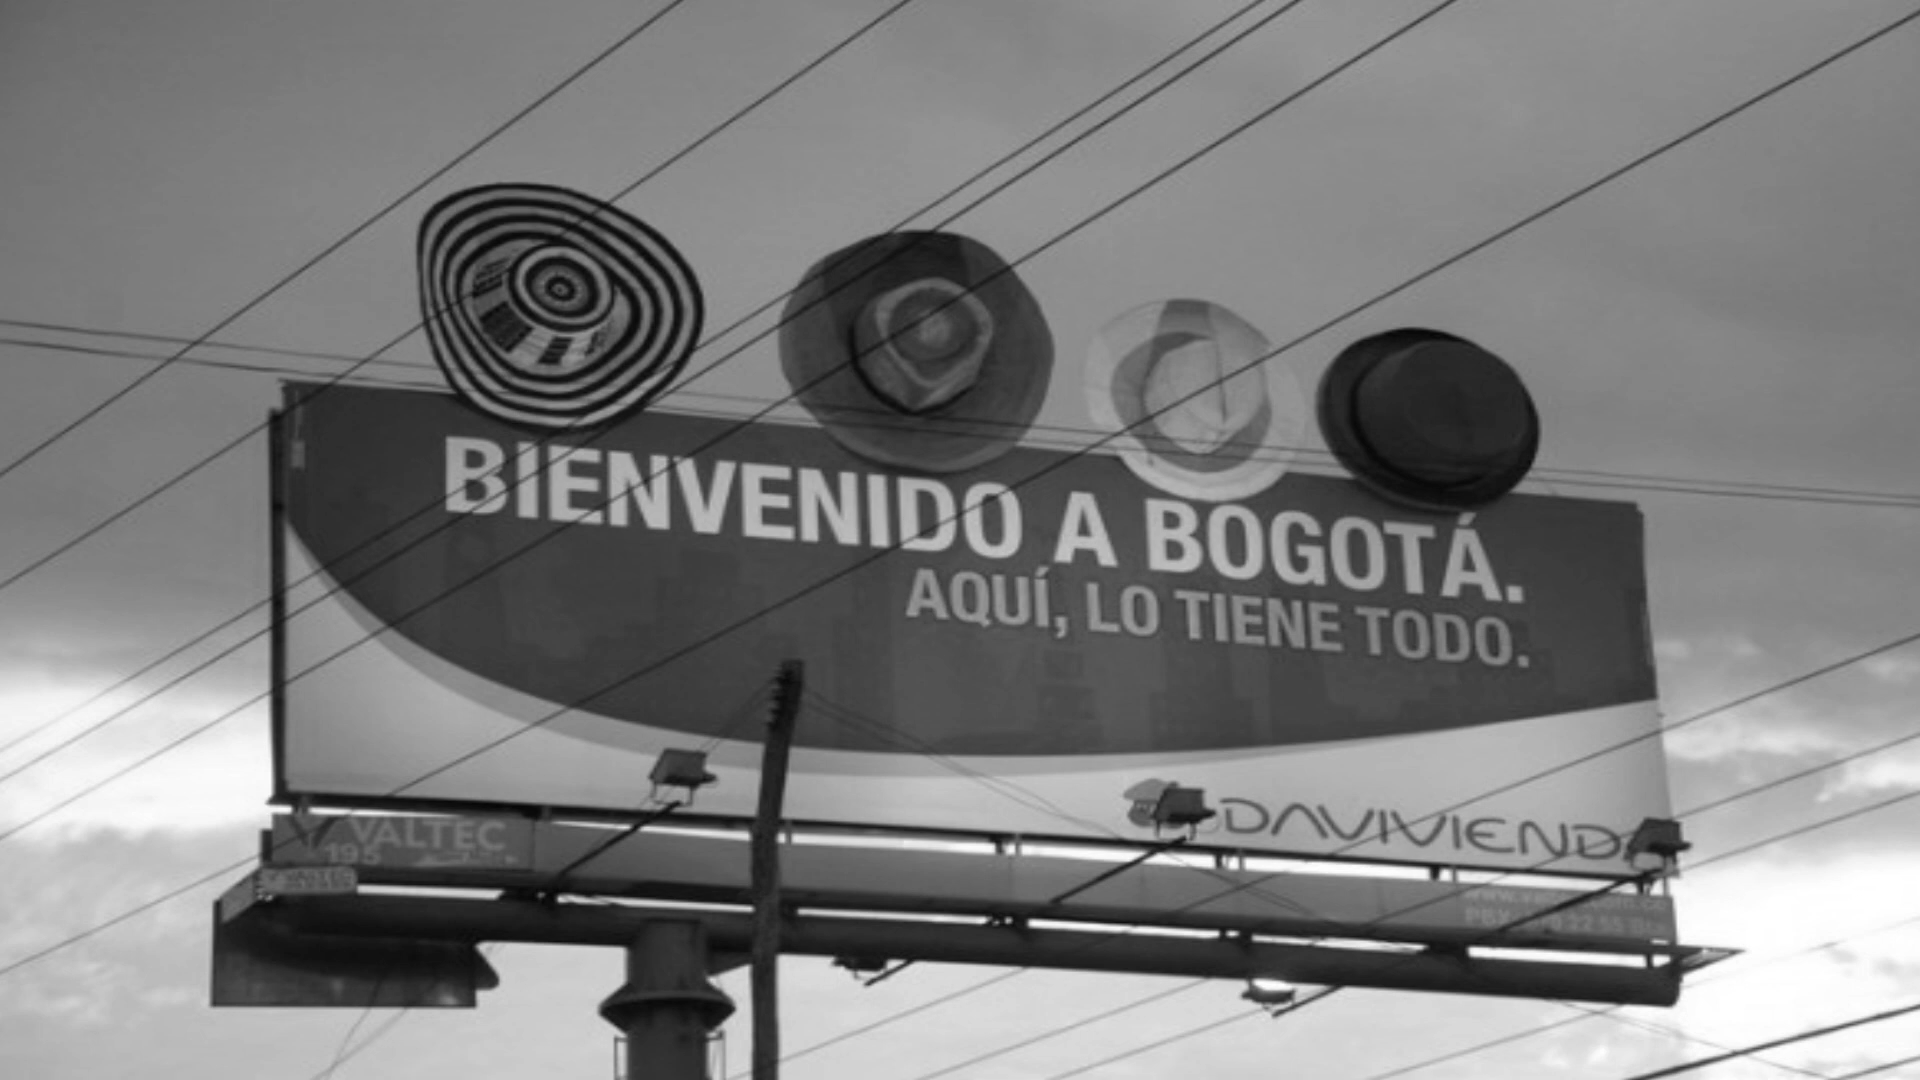 BIENVENIDO A BOGOTÁ.
AQUÍ, LO TIENE TODO.
DAVIVIENDA
VALTEC
195